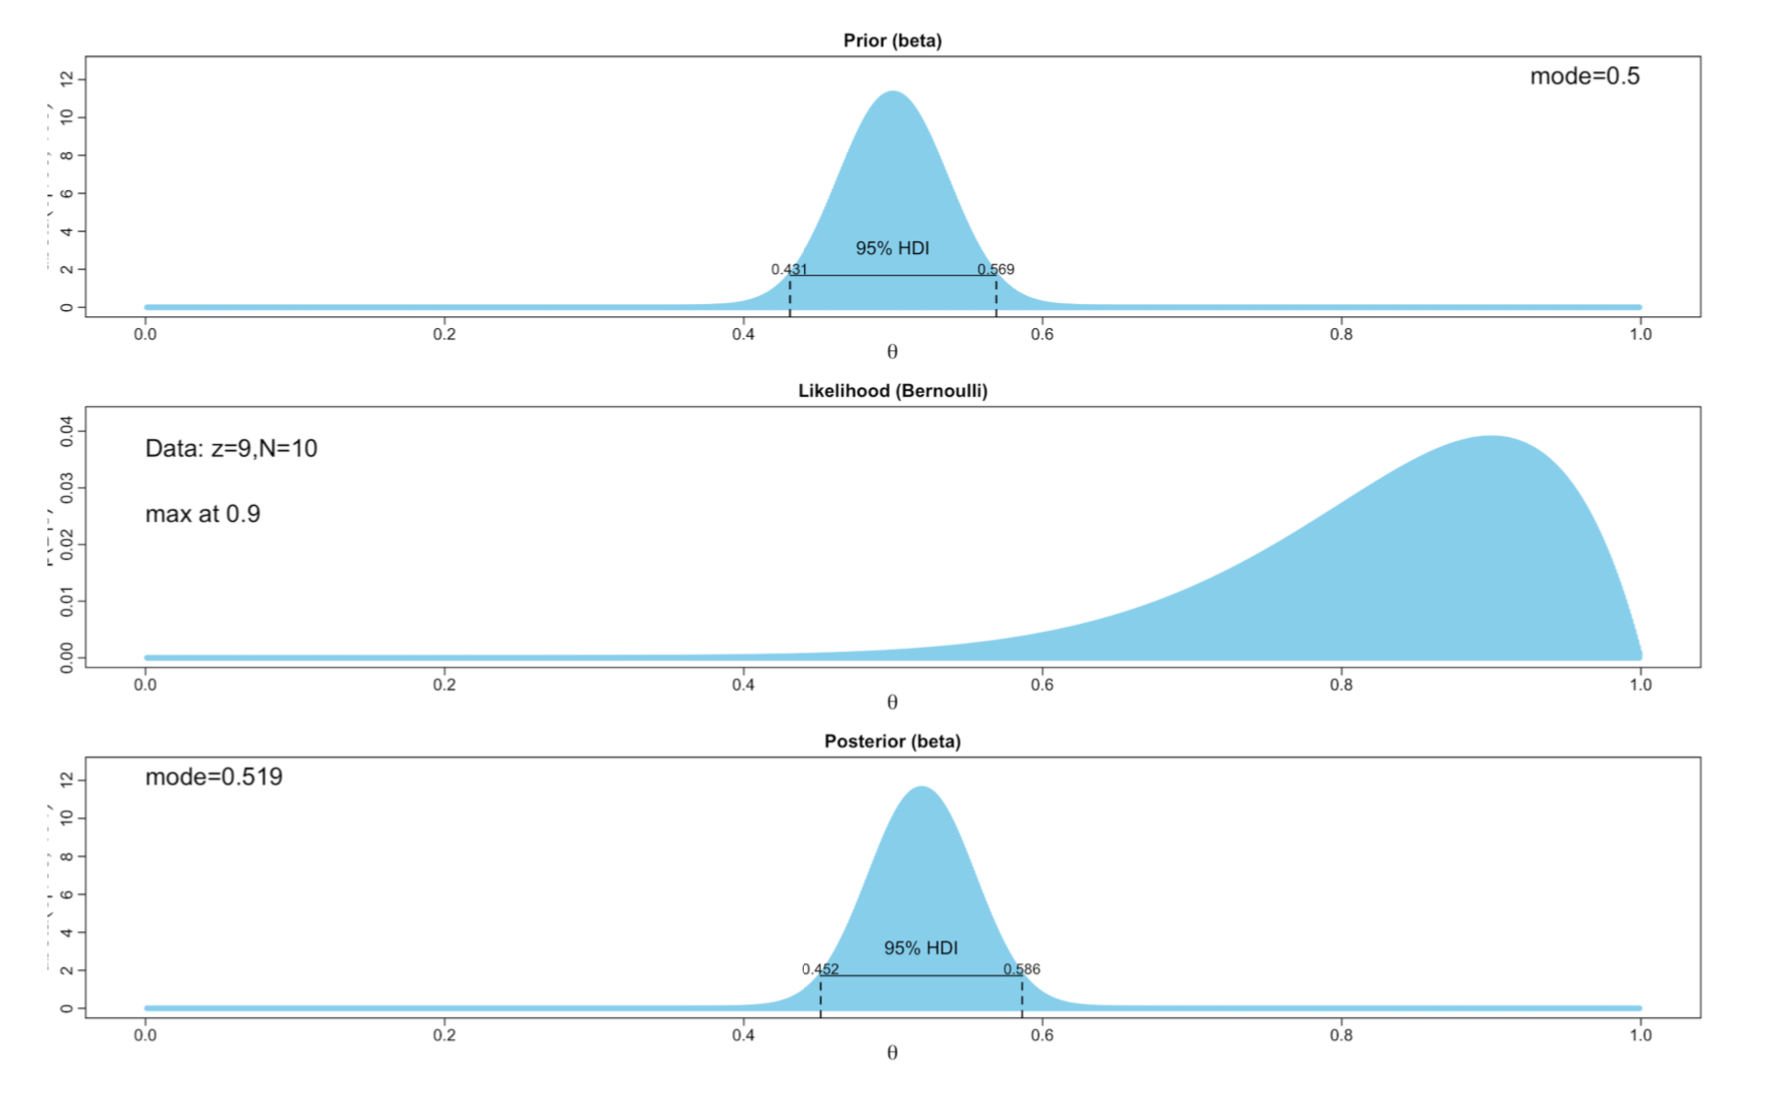 Prior (beta)
mode=0.5
12
10
8
6
4
2
0
95% HDI
0.431 0.569
0.0 0.2 0.4 0.6 0.8 1.0
θ
Likelihood (Bernoulli)
0.04
0.03
0.02
0.01
0.00
Data: z=9,N=10
max at 0.9
0.0 0.2 0.4 0.6 0.8 1.0
θ
Posterior (beta)
mode=0.519
12
10
8
6
4
2
0
95% HDI
0.452 0.586
0.0 0.2 0.4 0.6 0.8 1.0
θ